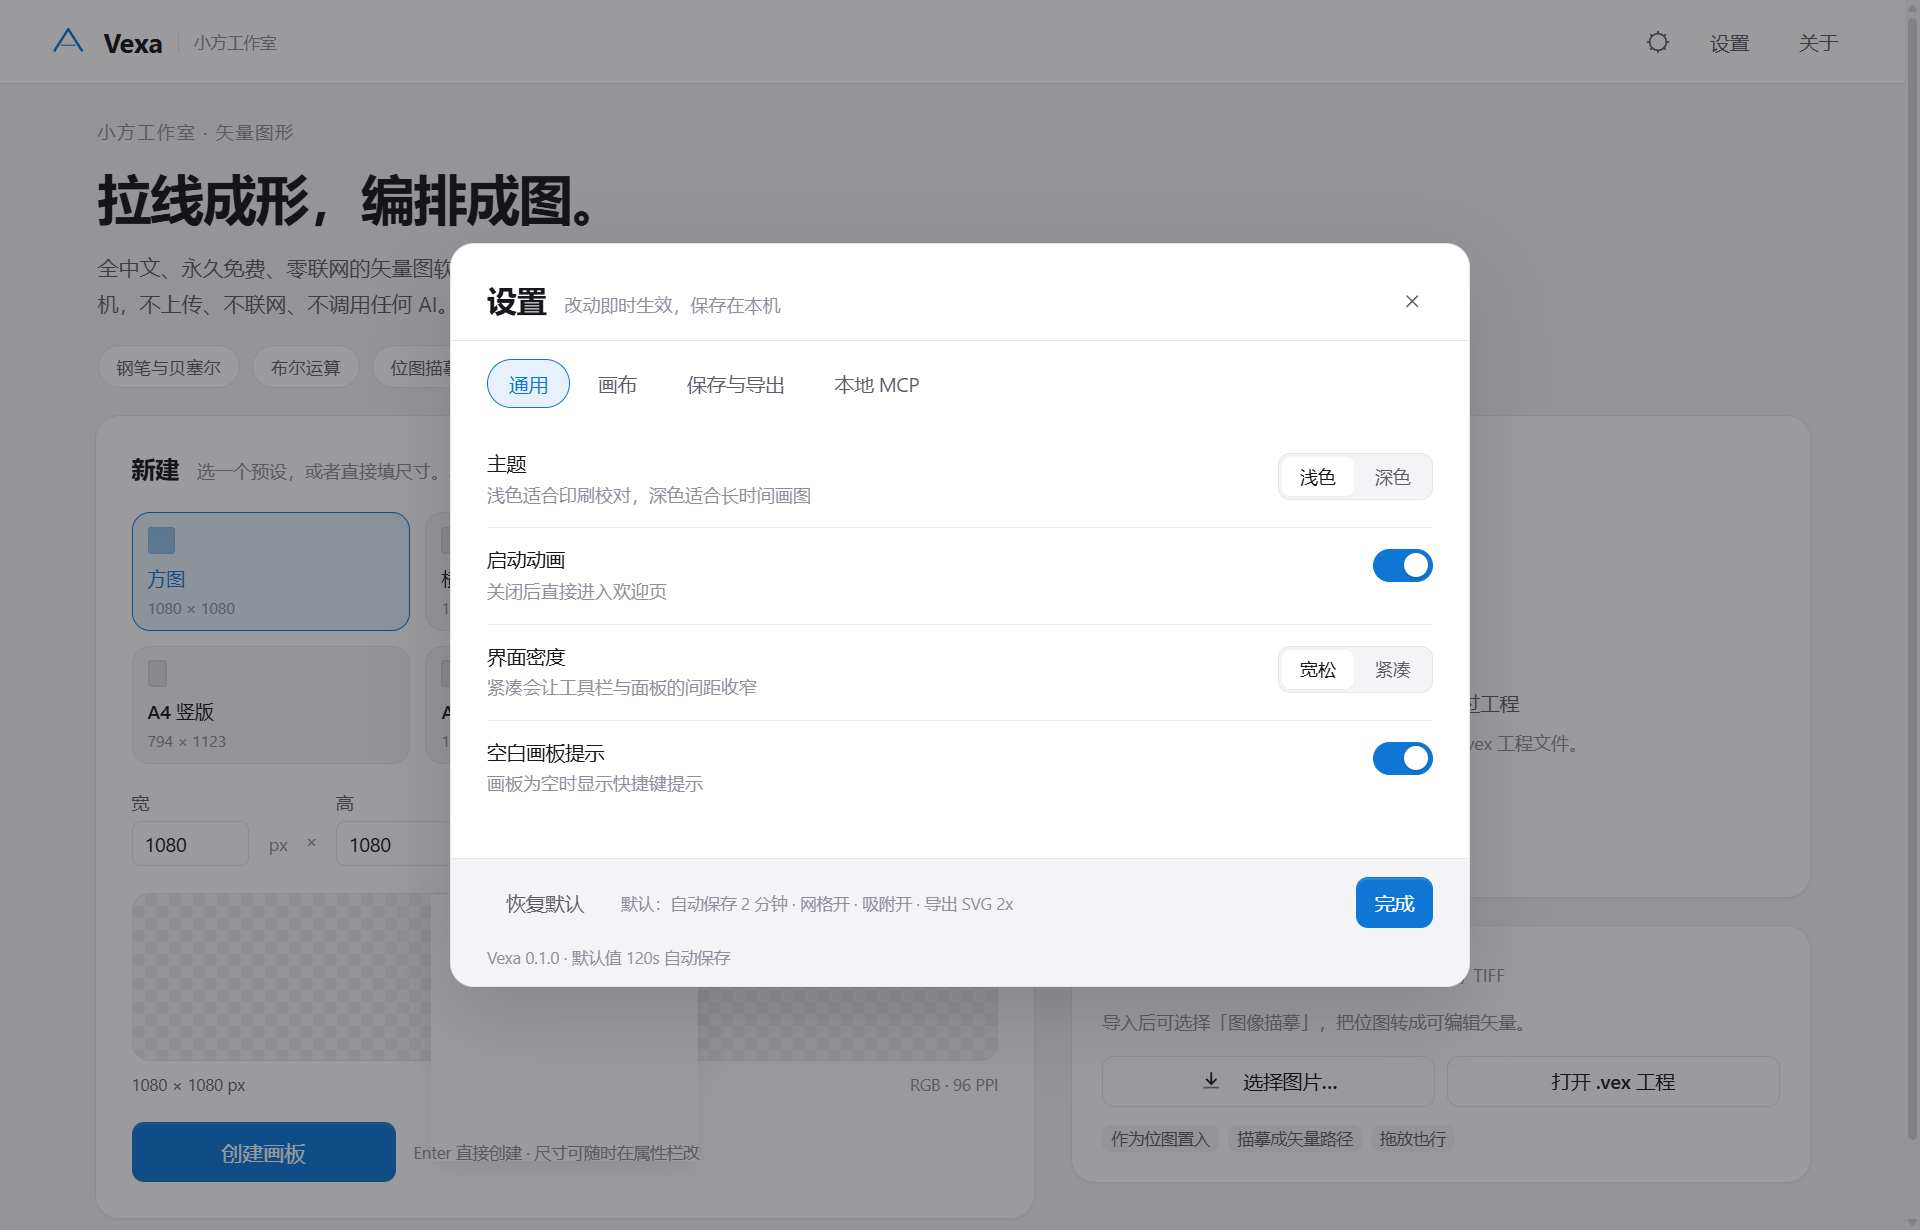 Vexa
小方工作室
设置
关于
小方工作室 · 矢量图形
拉线成形，编排成图。
全中文、永久免费、零联网的矢量图软
机，不上传、不联网、不调用任何 AI。
钢笔与贝塞尔
布尔运算
位图描摹
设置
改动即时生效，保存在本机
通用
画布
保存与导出
本地 MCP
主题
浅色适合印刷校对，深色适合长时间画图
浅色
深色
启动动画
关闭后直接进入欢迎页
界面密度
紧凑会让工具栏与面板的间距收窄
宽松
紧凑
空白画板提示
画板为空时显示快捷键提示
恢复默认
默认：自动保存 2 分钟 · 网格开 · 吸附开 · 导出 SVG 2x
完成
Vexa 0.1.0 · 默认值 120s 自动保存
新建
选一个预设，或者直接填尺寸。
方图
1080 × 1080
A4 竖版
794 × 1123
宽
高
1080
px
×
1080
1080 × 1080 px
RGB · 96 PPI
创建画板
Enter 直接创建 · 尺寸可随时在属性栏改
过工程
vex 工程文件。
TIFF
导入后可选择「图像描摹」，把位图转成可编辑矢量。
选择图片...
打开 .vex 工程
作为位图置入
描摹成矢量路径
拖放也行